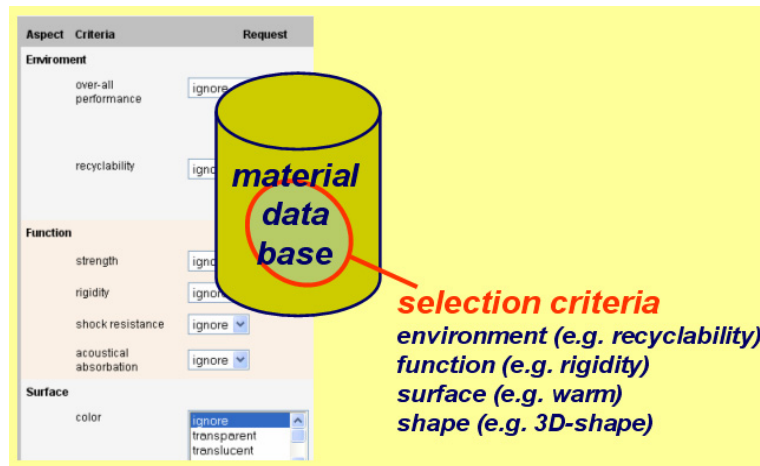 Aspect Criteria Request
Enviroment
over-all
performance
ignore
recyclability
Function
strength
rigidity
shock resistance
ignore
acoustical
absorbation
ignore
Surface
color
ignore
transparent
translucent
material
data
base
selection criteria
environment (e.g. recyclability)
function (e.g. rigidity)
surface (e.g. warm)
shape (e.g. 3D-shape)